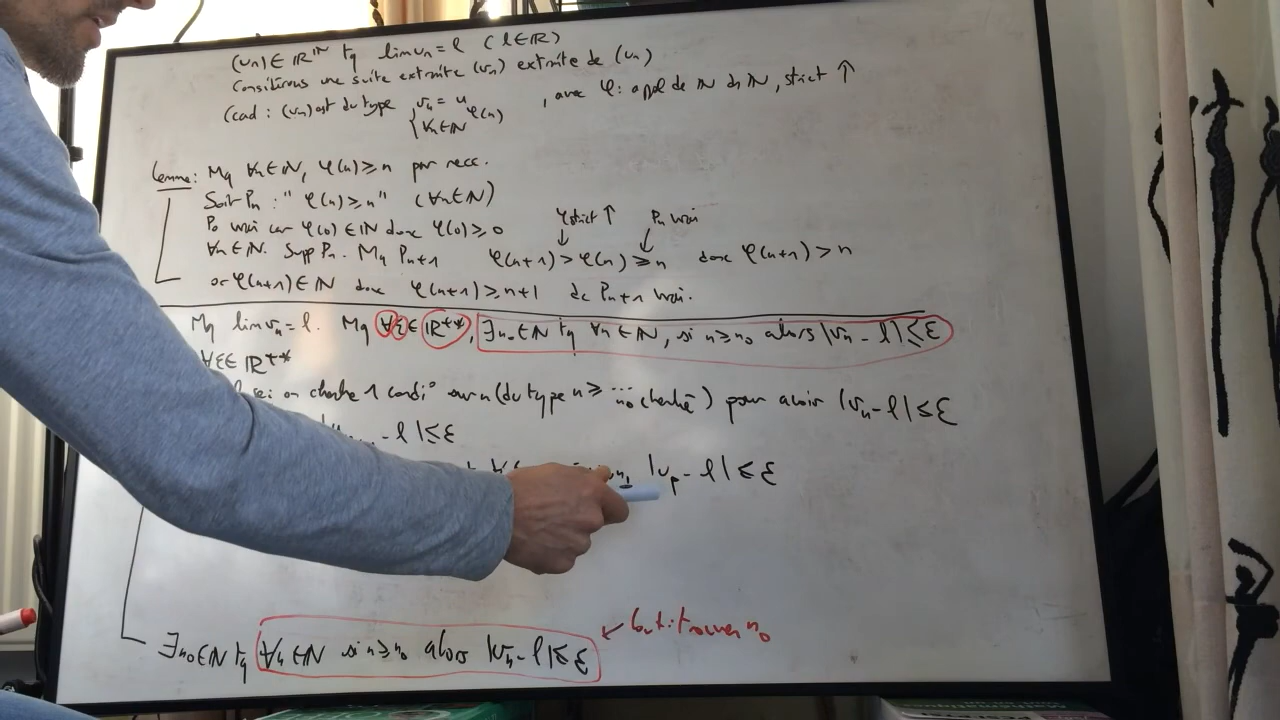 (un) ∈ ℝ^ℕ tq lim un = l (l ∈ ℝ)
Considérons une suite extraite (vn) extraite de (un)
(cad : (vn) est du type { vn = u_φ(n) ∀n ∈ ℕ , avec φ : appl de ℕ ds ℕ, strict ↑
Lemme : Mq ∀n ∈ ℕ, φ(n) ≥ n par recc.
Soit Pn : " φ(n) ≥ n " (∀n ∈ ℕ)
P0 vrai car φ(0) ∈ ℕ donc φ(0) ≥ 0
φ strict ↑ Pn vrai
∀n ∈ ℕ. Supp Pn. Mq Pn+1 φ(n+1) > φ(n) ≥ n donc φ(n+1) > n
or φ(n+1) ∈ ℕ donc φ(n+1) ≥ n+1 dc Pn+1 vrai.
Mq lim vn = l. Mq ∀ε ∈ ℝ+*, ∃n0 ∈ ℕ tq ∀n ∈ ℕ, si n ≥ n0 alors |vn - l| ≤ ε
∀ε ∈ ℝ+*
on cherche 1 condi° sur n (du type n ≥ ... n0 cherché) pour avoir |vn - l| ≤ ε
- l| ≤ ε
n1 |up - l| ≤ ε
But : trouver n0
∃n0 ∈ ℕ tq ∀n ∈ ℕ si n ≥ n0 alors |vn - l| ≤ ε